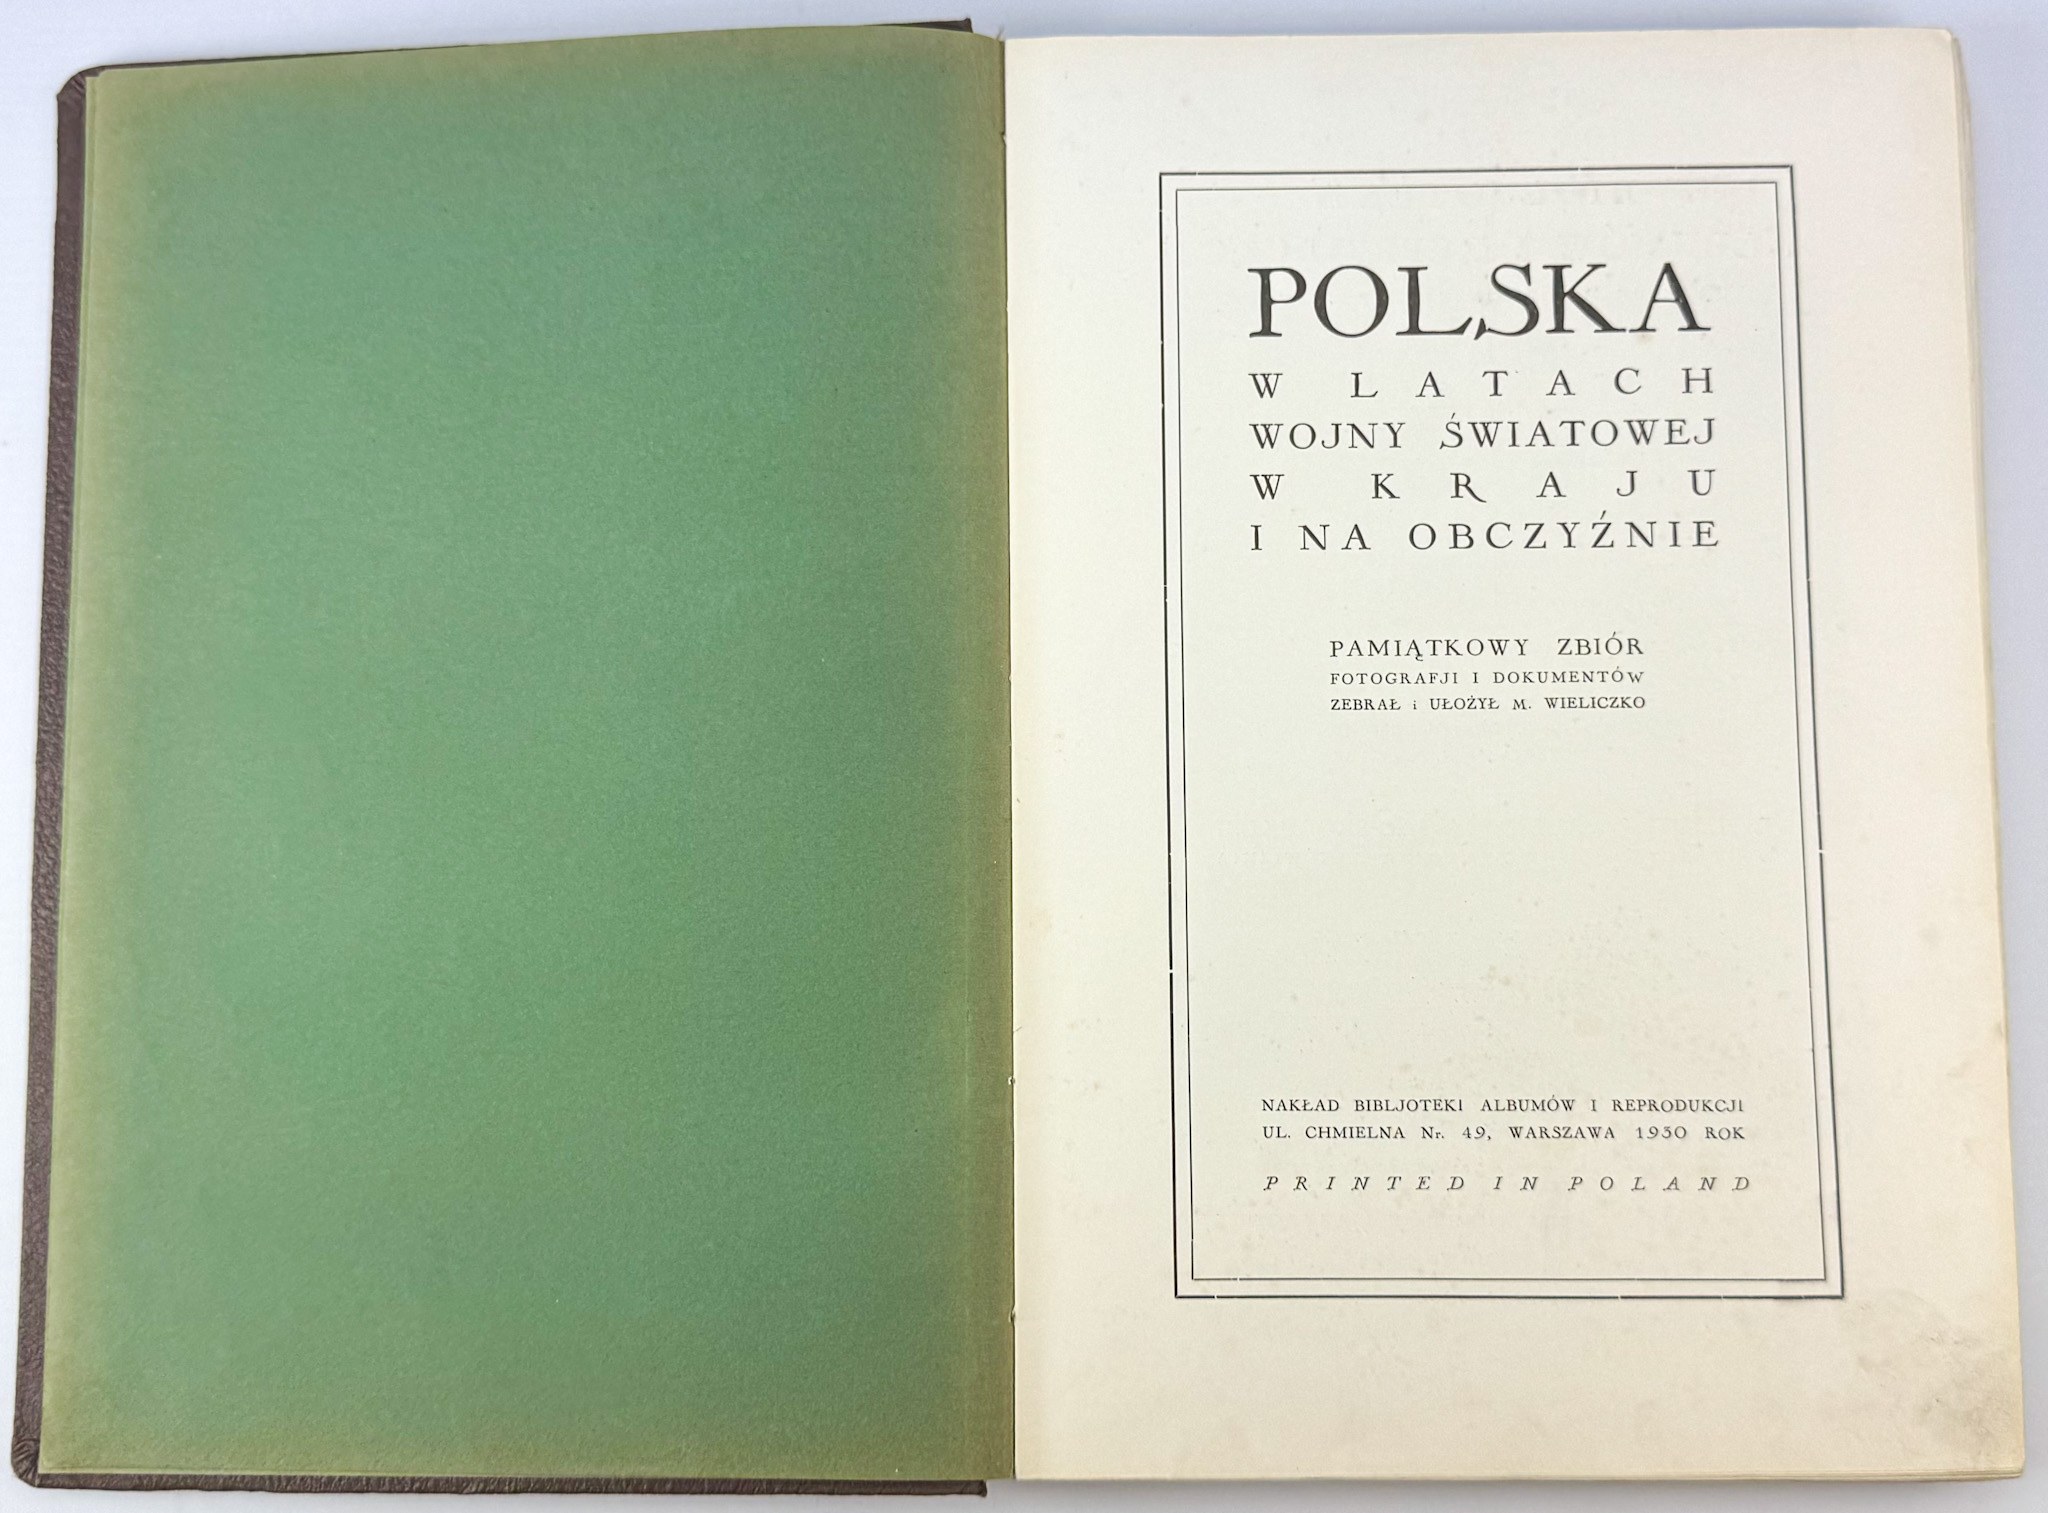 POLSKA
W LATACH
WOJNY ŚWIATOWEJ
W KRAJU
I NA OBCZYŹNIE
PAMIĄTKOWY ZBIÓR
FOTOGRAFJI I DOKUMENTÓW
ZEBRAŁ i UŁOŻYŁ M. WIELICZKO
NAKŁAD BIBLJOTEKI ALBUMÓW I REPRODUKCJI
UL. CHMIELNA Nr. 49, WARSZAWA 1930 ROK
PRINTED IN POLAND